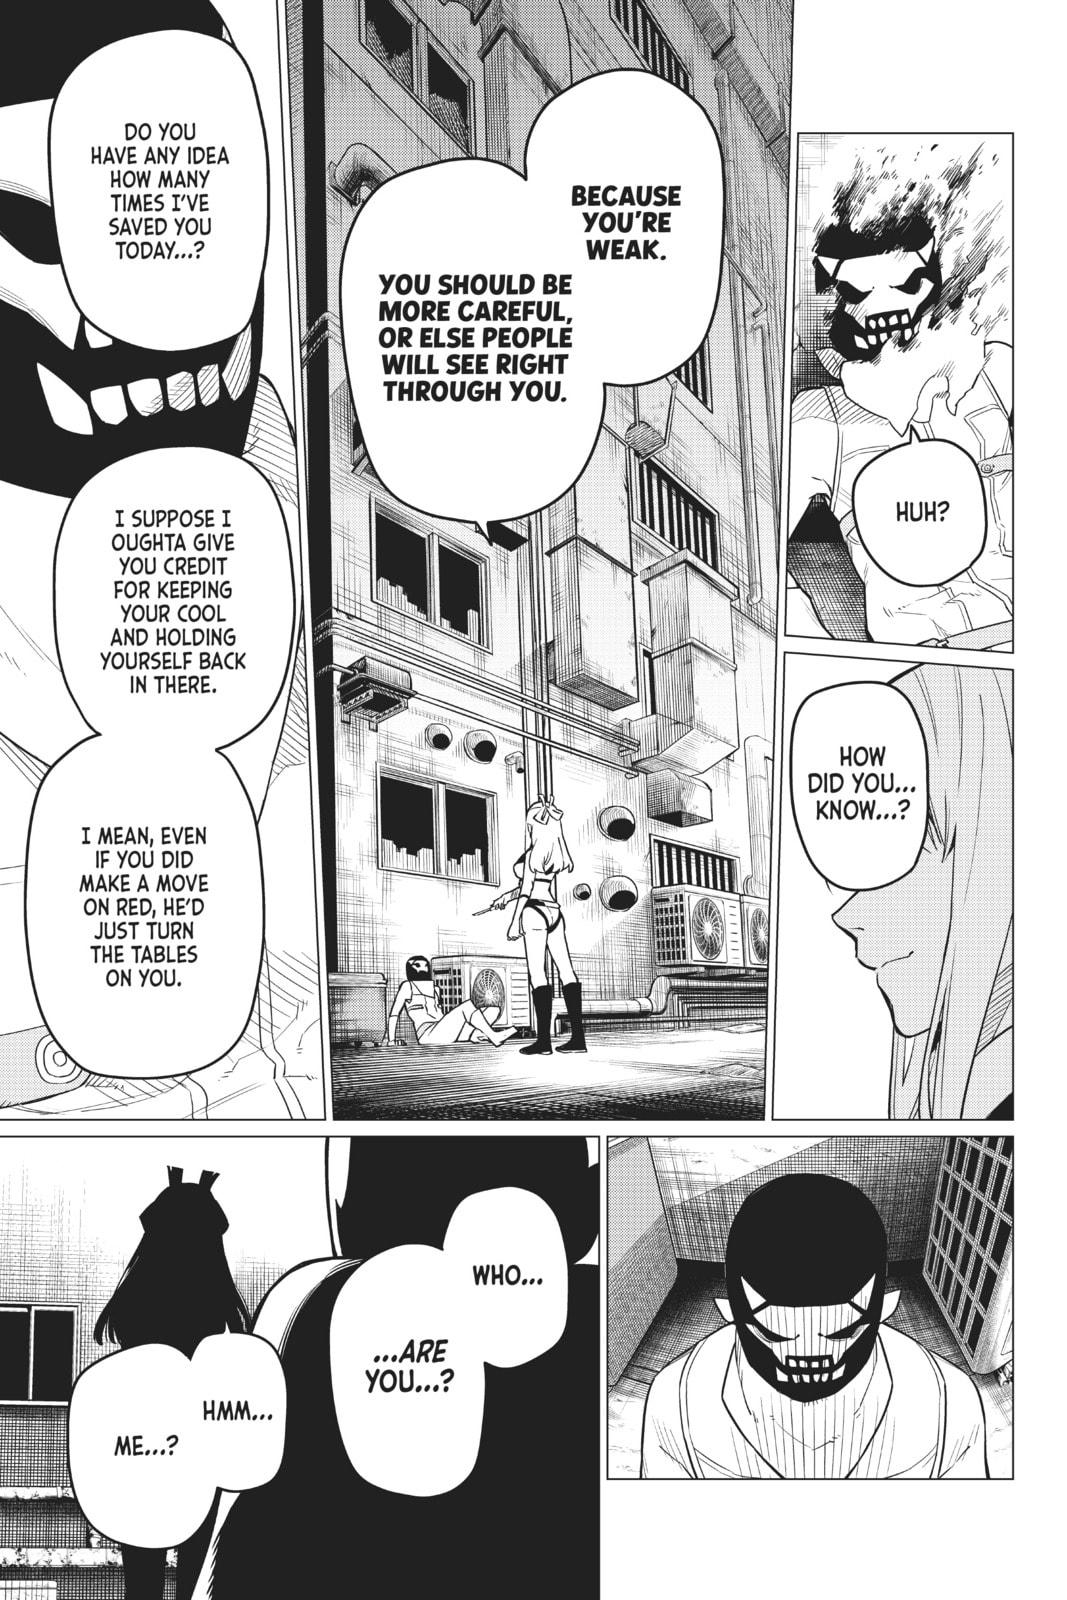 HUH?
HOW
DID YOU...
KNOW...?
BECAUSE
YOU'RE
WEAK.
YOU SHOULD BE
MORE CAREFUL,
OR ELSE PEOPLE
WILL SEE RIGHT
THROUGH YOU.
DO YOU
HAVE ANY IDEA
HOW MANY
TIMES I'VE
SAVED YOU
TODAY...?
I SUPPOSE I
OUGHTA GIVE
YOU CREDIT
FOR KEEPING
YOUR COOL
AND HOLDING
YOURSELF BACK
IN THERE.
I MEAN, EVEN
IF YOU DID
MAKE A MOVE
ON RED, HE'D
JUST TURN
THE TABLES
ON YOU.
WHO...
...ARE
YOU...?
HMM...
ME...?